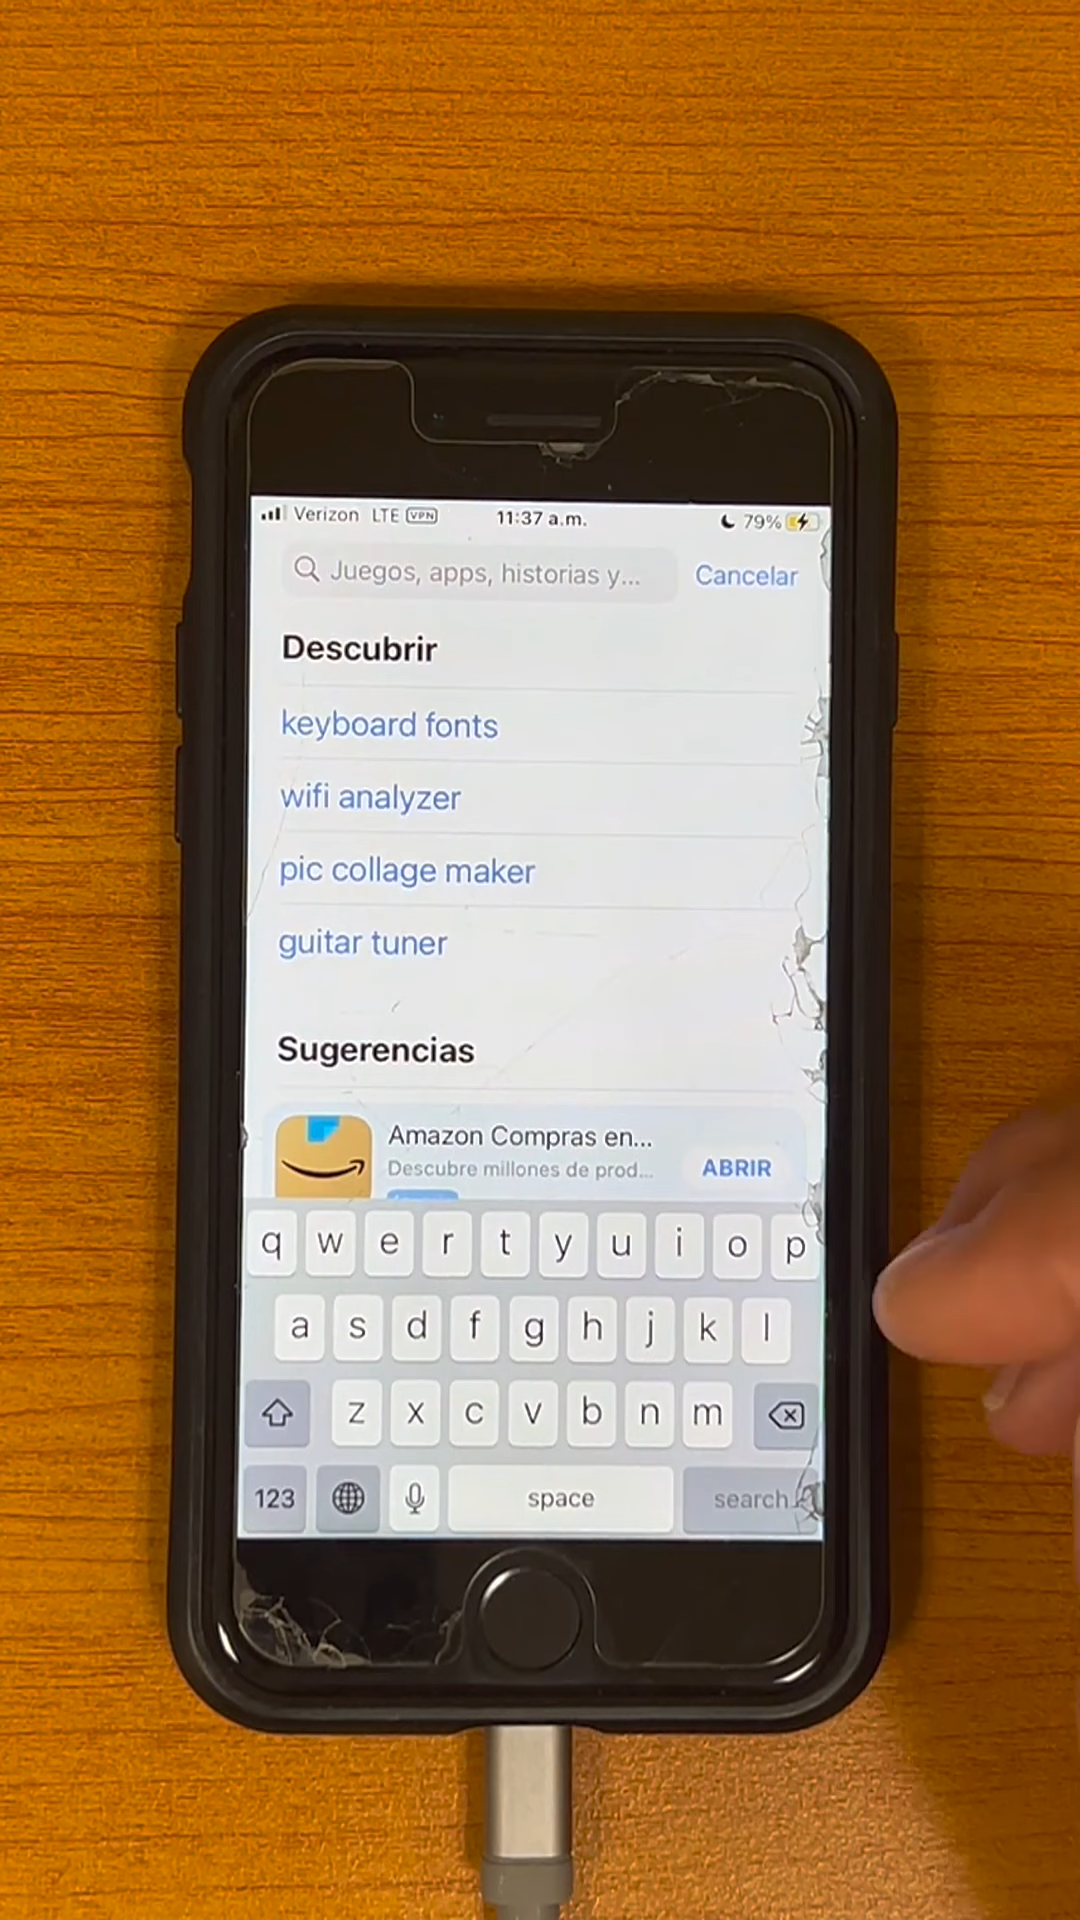 Verizon LTE VPN 11:37 a.m. 79%
Juegos, apps, historias y...
Cancelar
Descubrir
keyboard fonts
wifi analyzer
pic collage maker
guitar tuner
Sugerencias
Amazon Compras en...
Descubre millones de prod...
ABRIR
q w e r t y u i o p
a s d f g h j k l
z x c v b n m
123 space search